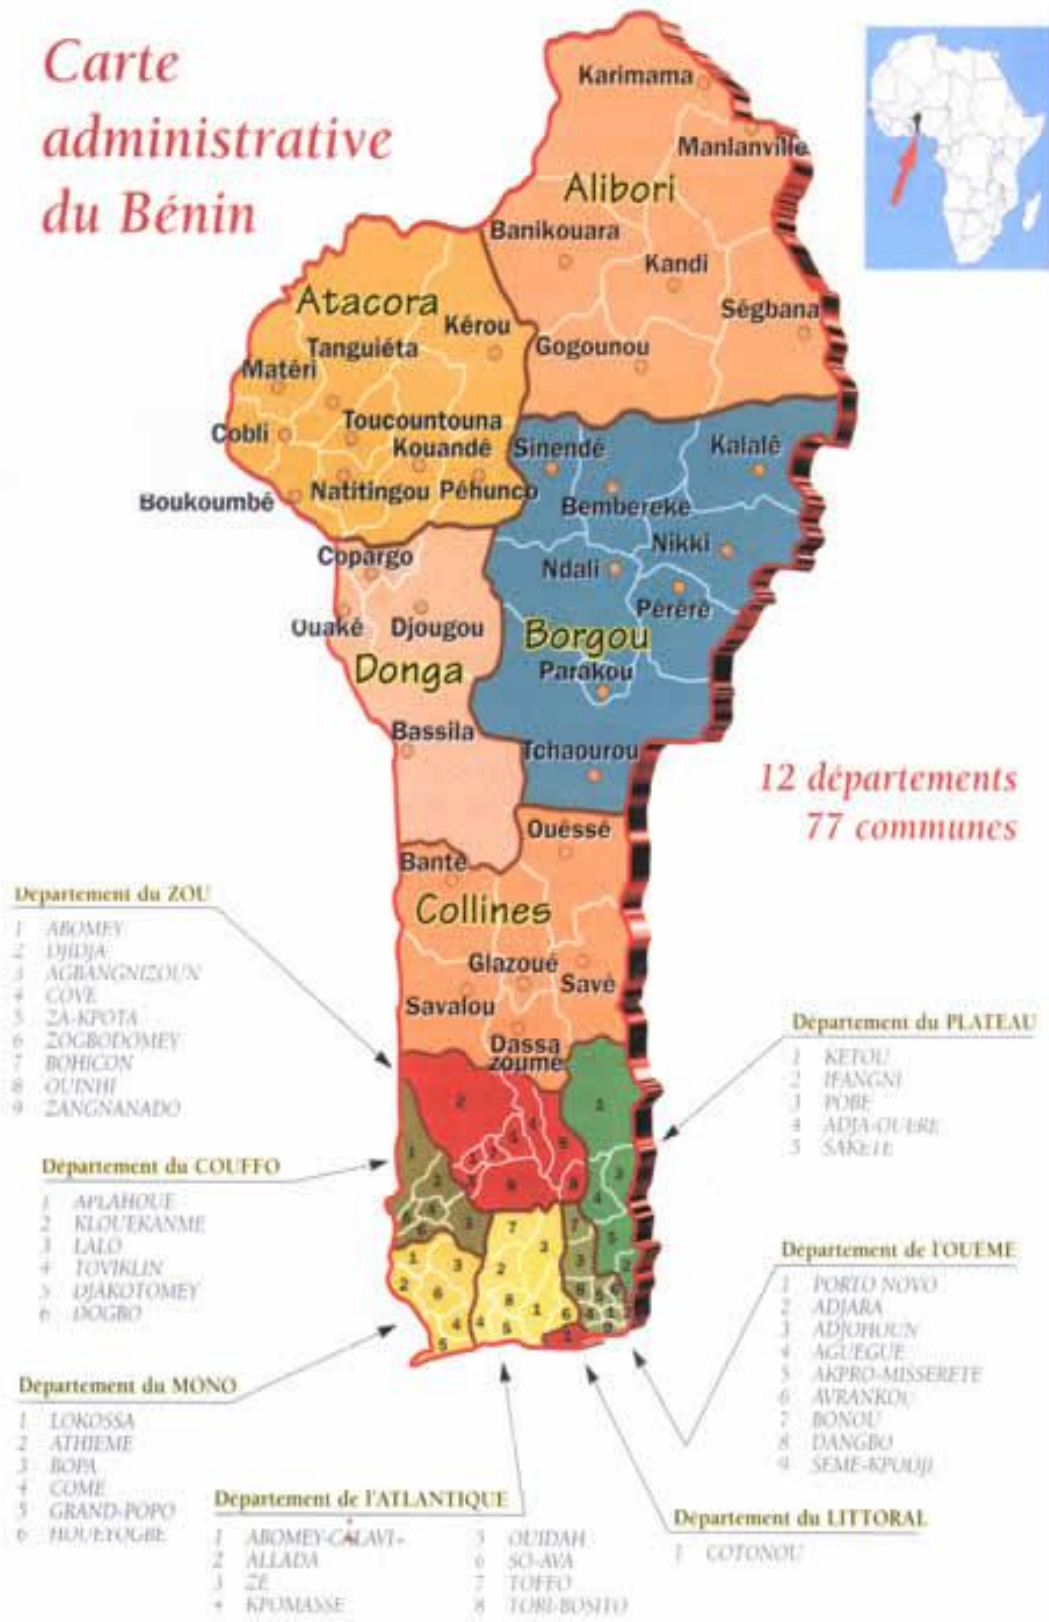 Carte
administrative
du Bénin
Karimama
Manlanville
Alibori
Banikouara
Kandi
Ségbana
Atacora
Kérou
Gogounou
Tanguiéta
Matéri
Toucountouna
Cobli
Kouandé
Sinendé
Kalalé
Natitingou
Péhunco
Boukoumbé
Bembereke
Nikki
Copargo
Ndali
Pérérè
Ouaké
Djougou
Borgou
Donga
Parakou
Bassila
Tchaourou
12 départements
77 communes
Ouèssé
Bantè
Collines
Glazoué
Savè
Savalou
Dassa
zoumé
Département du ZOU
1 ABOMEY
2 DJIDJA
3 AGBANGNIZOUN
4 COVE
5 ZA-KPOTA
6 ZOGBODOMEY
7 BOHICON
8 OUINHI
9 ZANGNANADO
Département du COUFFO
1 APLAHOUE
2 KLOUEKANME
3 LALO
4 TOVIKLIN
5 DJAKOTOMEY
6 DOGBO
Département du MONO
1 LOKOSSA
2 ATHIEME
3 BOPA
4 COME
5 GRAND-POPO
6 HOUEYOGBE
Département de l'ATLANTIQUE
1 ABOMEY-CALAVI
2 ALLADA
3 ZE
4 KPOMASSE
5 OUIDAH
6 SO-AVA
7 TOFFO
8 TORI-BOSITO
Département du LITTORAL
1 COTONOU
Département de l'OUEME
1 PORTO NOVO
2 ADJARA
3 ADJOHOUN
4 AGUEGUE
5 AKPRO-MISSERETE
6 AVRANKOU
7 BONOU
8 DANGBO
9 SEME-KPODJI
Département du PLATEAU
1 KETOU
2 IFANGNI
3 POBE
4 ADJA-OUERE
5 SAKETE